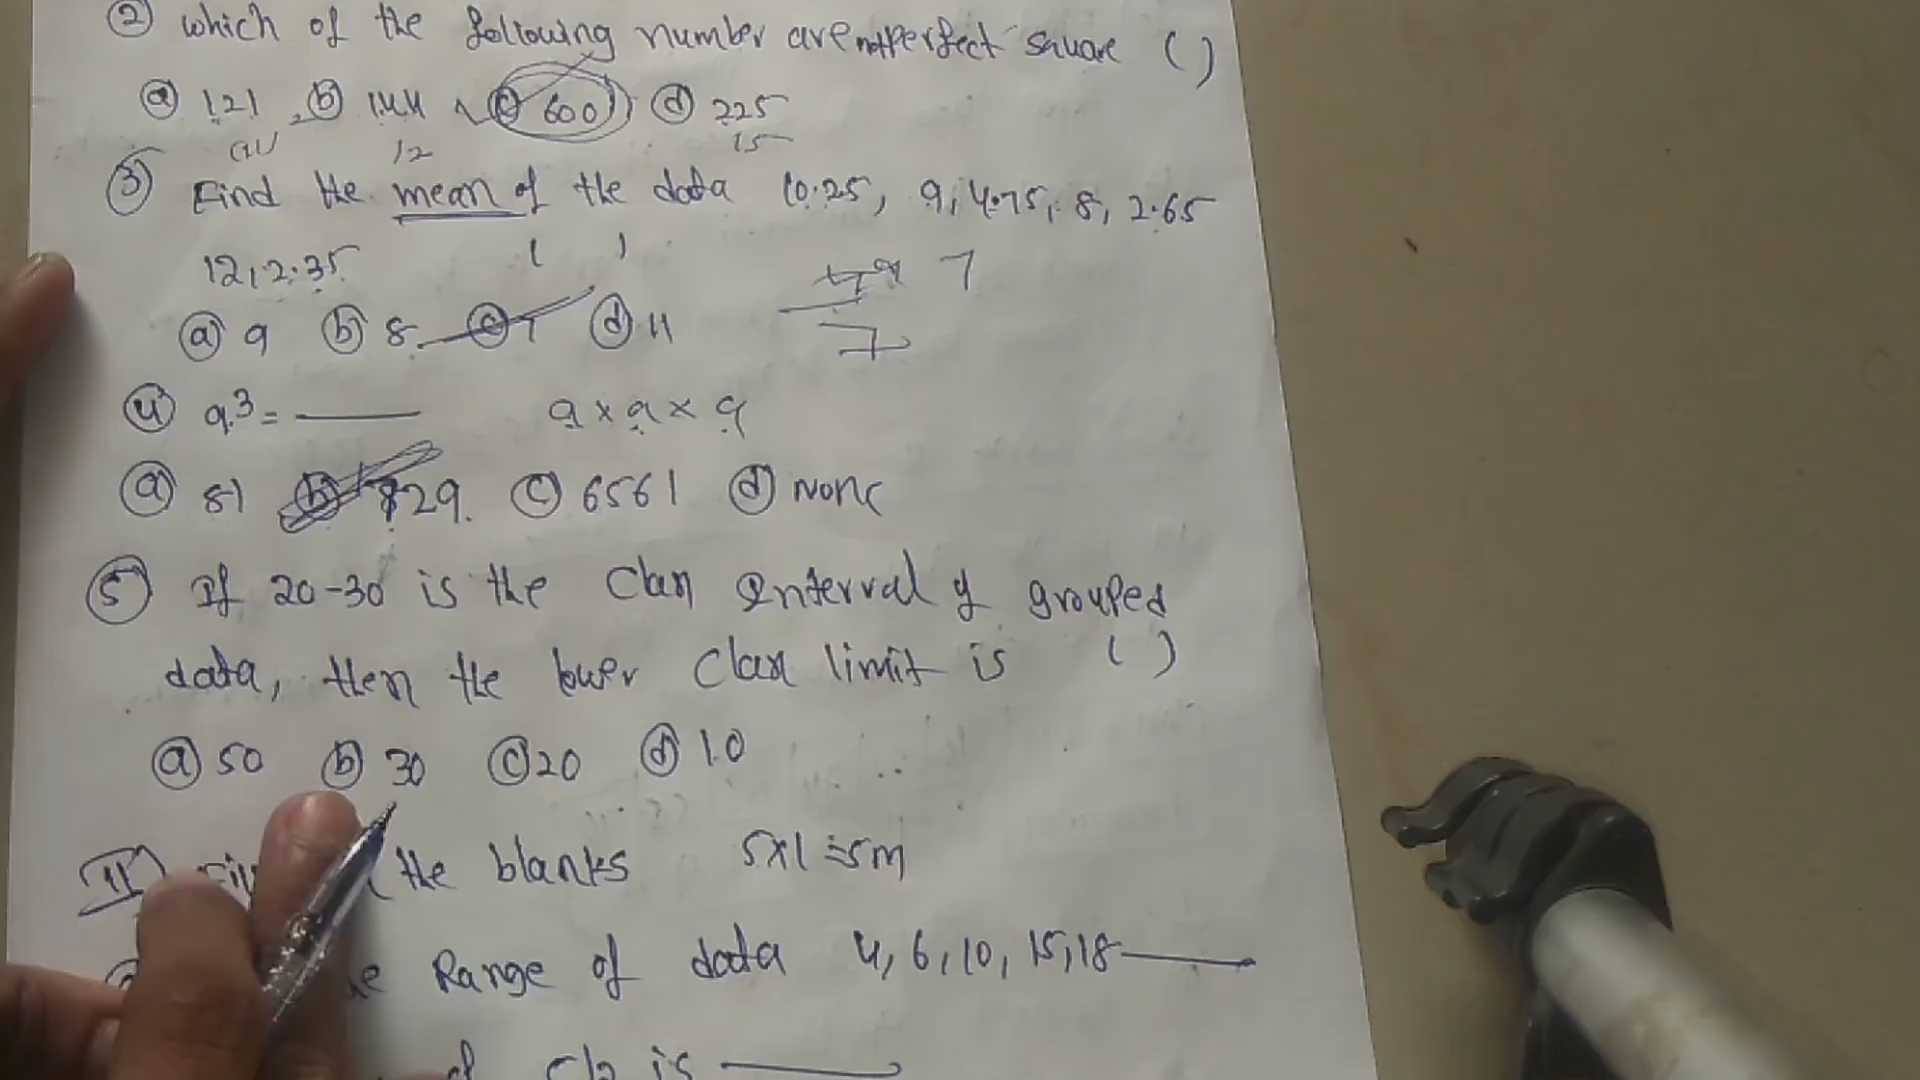 ② which of the following number are not perfect square ( )
ⓐ 121 ⓑ 144 ⓒ 600 ⓓ 225
12 15
③ Find the mean of the data 10.25, 9, 4.75, 8, 2.65
12, 2.35 ( )
7
ⓐ 9 ⓑ 8 ⓒ 7 ⓓ 11
7
④ 9³ = ——— 9 × 9 × 9
ⓐ 81 ⓑ 729. ⓒ 6561 ⓓ none
⑤ If 20-30 is the Class Interval of grouped
data, then the lower Class limit is ( )
ⓐ 50 ⓑ 30 ⓒ 20 ⓓ 10
II the blanks 5×1=5m
Range of data 4, 6, 10, 15, 18 ———
is ———